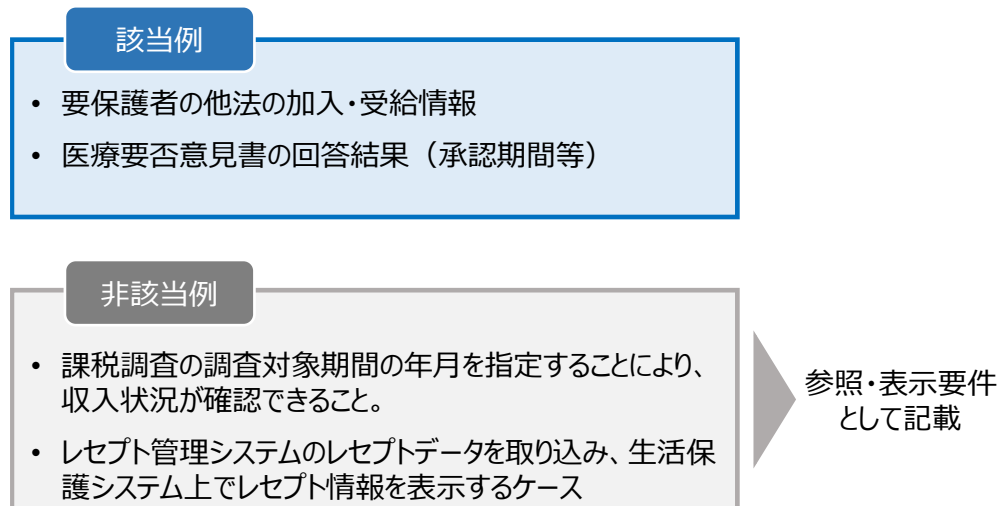 該当例
• 要保護者の他法の加入・受給情報
• 医療要否意見書の回答結果（承認期間等）
非該当例
• 課税調査の調査対象期間の年月を指定することにより、
収入状況が確認できること。
• レセプト管理システムのレセプトデータを取り込み、生活保
護システム上でレセプト情報を表示するケース
参照・表示要件
として記載